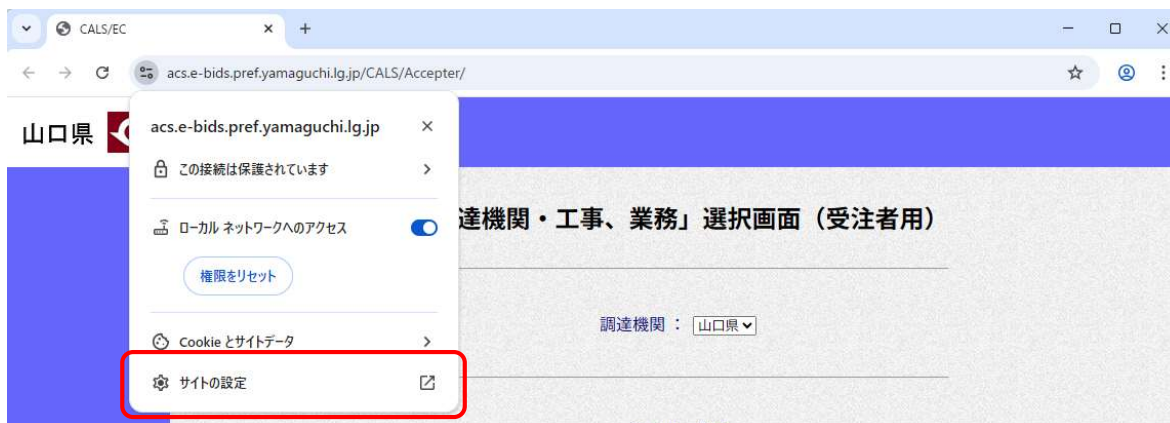 CALS/EC
acs.e-bids.pref.yamaguchi.lg.jp/CALS/Accepter/
山口県
acs.e-bids.pref.yamaguchi.lg.jp
この接続は保護されています
ローカル ネットワークへのアクセス
達機関・工事、業務」選択画面（受注者用）
権限をリセット
調達機関 ： 山口県
Cookie とサイトデータ
サイトの設定